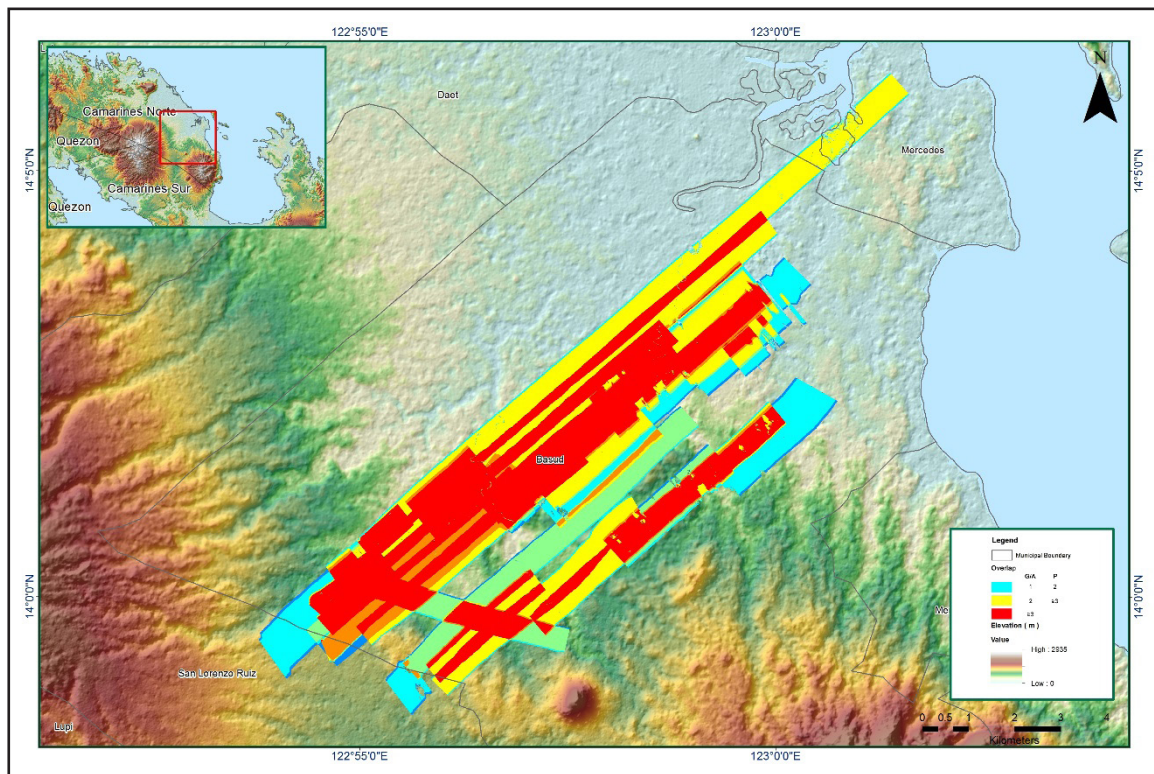 122°55'0"E
123°0'0"E
N
Camarines Norte
Quezon
Camarines Sur
Quezon
Daet
Mercedes
14°5'0"N
14°5'0"N
Basud
14°0'0"N
14°0'0"N
San Lorenzo Ruiz
Lupi
Me
Legend
Municipal Boundary
Overlap
G/A P
1 2
2 ≥3
≥3
Elevation ( m )
Value
High : 2935
Low : 0
0 0.5 1 2 3 4
Kilometers
122°55'0"E
123°0'0"E